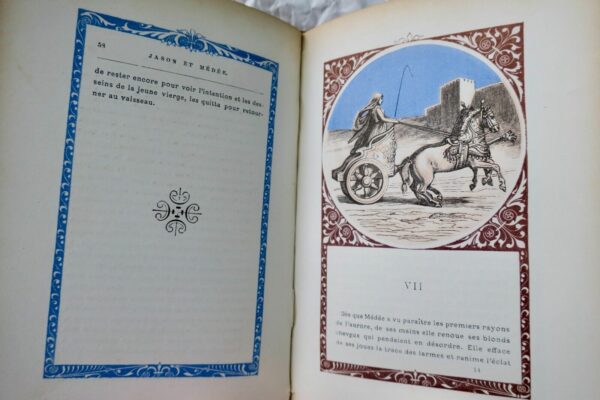 54
JASON ET MÉDÉE.
de rester encore pour voir l'intention et les des-
seins de la jeune vierge, les quitta pour retour-
ner au vaisseau.
VII
Dès que Médée a vu paraître les premiers rayons
de l'aurore, de ses mains elle renoue ses blonds
cheveux qui pendaient en désordre. Elle efface
de ses joues la trace des larmes et ranime l'éclat
14